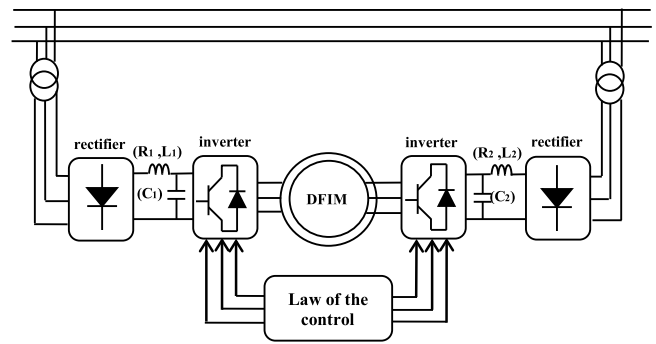 rectifier
(R1 ,L1)
inverter
(C1)
DFIM
inverter
(R2 ,L2)
rectifier
(C2)
Law of the
control